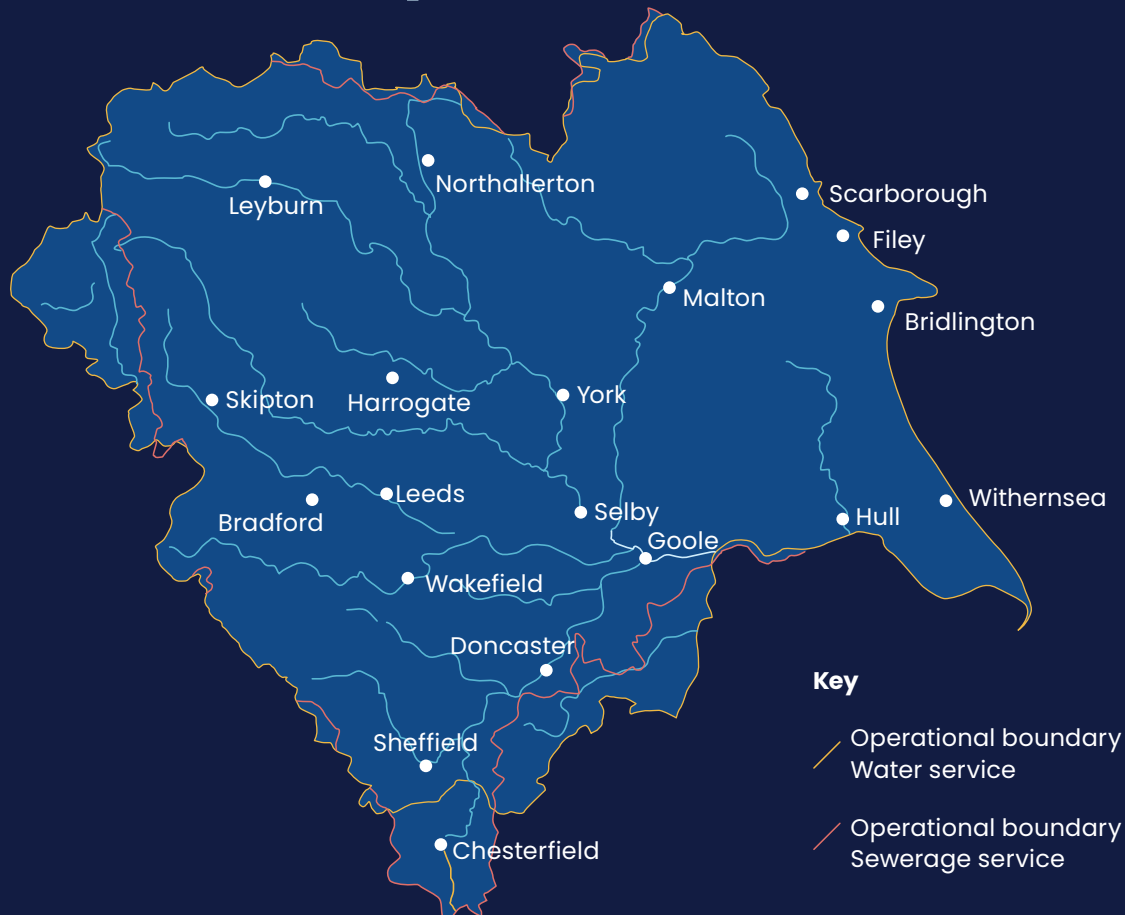 Northallerton
Leyburn
Scarborough
Filey
Malton
Bridlington
Skipton
Harrogate
York
Leeds
Bradford
Selby
Withernsea
Hull
Goole
Wakefield
Doncaster
Sheffield
Chesterfield
Key
Operational boundary
Water service
Operational boundary
Sewerage service